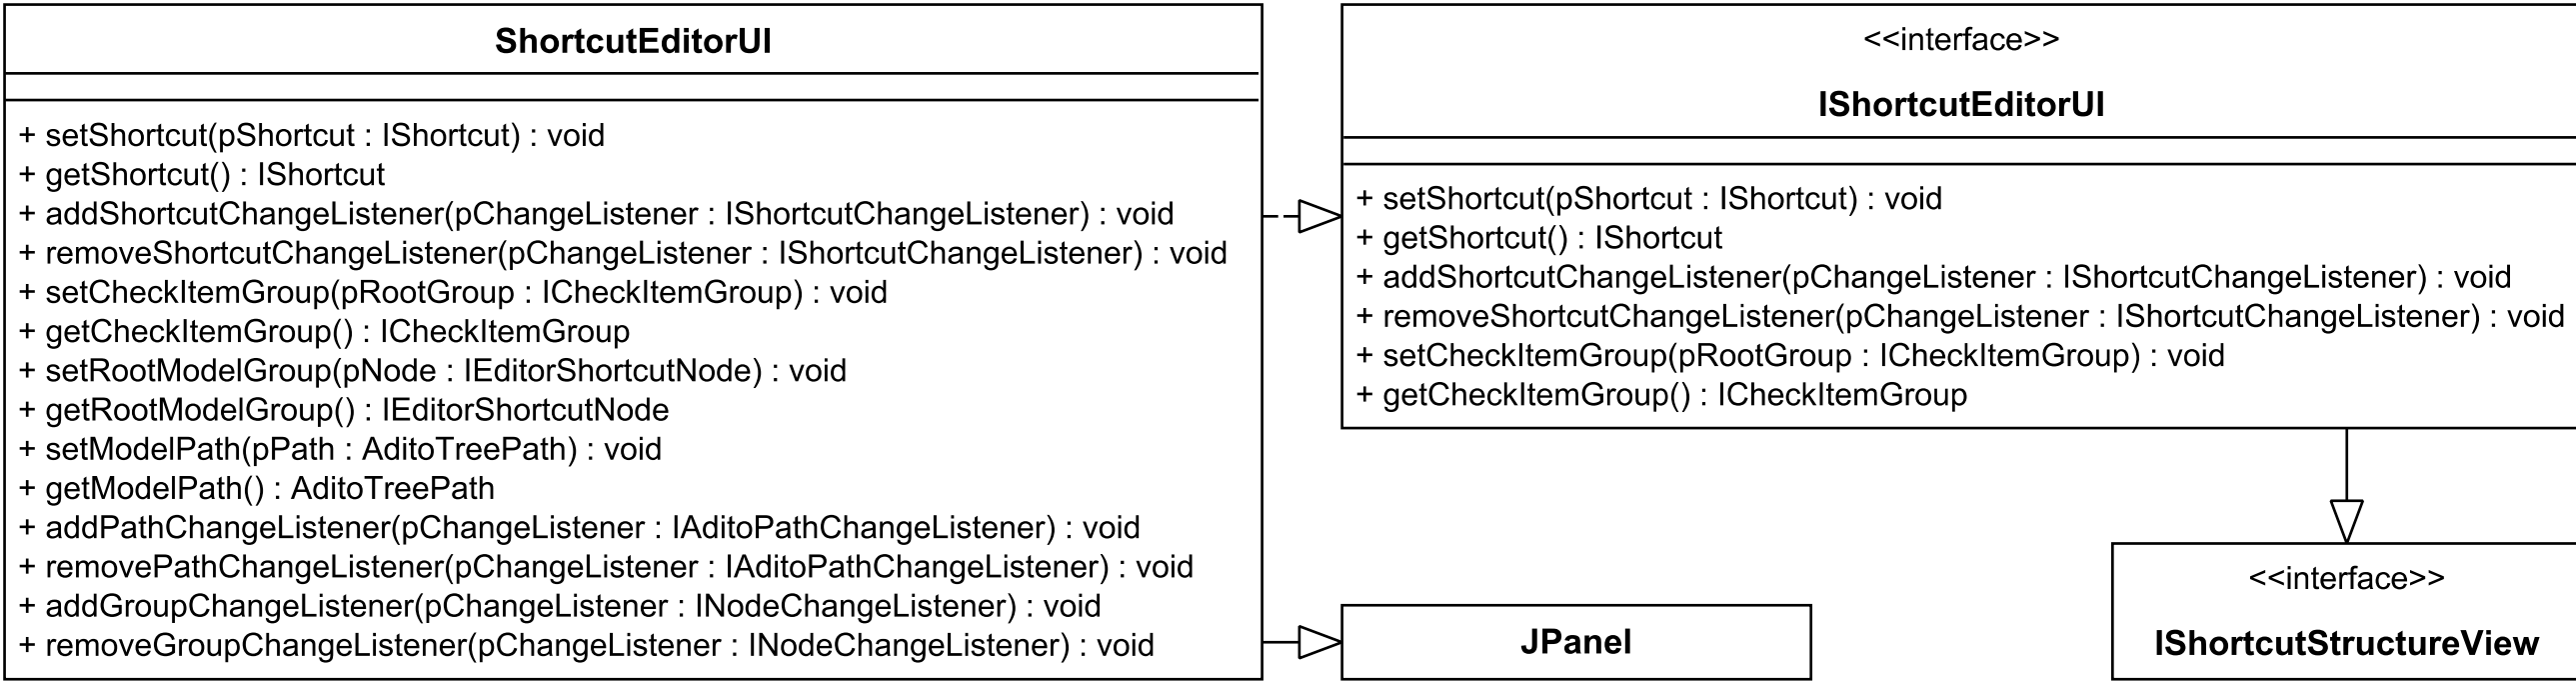 ShortcutEditorUI
+ setShortcut(pShortcut : IShortcut) : void
+ getShortcut() : IShortcut
+ addShortcutChangeListener(pChangeListener : IShortcutChangeListener) : void
+ removeShortcutChangeListener(pChangeListener : IShortcutChangeListener) : void
+ setCheckItemGroup(pRootGroup : ICheckItemGroup) : void
+ getCheckItemGroup() : ICheckItemGroup
+ setRootModelGroup(pNode : IEditorShortcutNode) : void
+ getRootModelGroup() : IEditorShortcutNode
+ setModelPath(pPath : AditoTreePath) : void
+ getModelPath() : AditoTreePath
+ addPathChangeListener(pChangeListener : IAditoPathChangeListener) : void
+ removePathChangeListener(pChangeListener : IAditoPathChangeListener) : void
+ addGroupChangeListener(pChangeListener : INodeChangeListener) : void
+ removeGroupChangeListener(pChangeListener : INodeChangeListener) : void
<<interface>>
IShortcutEditorUI
+ setShortcut(pShortcut : IShortcut) : void
+ getShortcut() : IShortcut
+ addShortcutChangeListener(pChangeListener : IShortcutChangeListener) : void
+ removeShortcutChangeListener(pChangeListener : IShortcutChangeListener) : void
+ setCheckItemGroup(pRootGroup : ICheckItemGroup) : void
+ getCheckItemGroup() : ICheckItemGroup
JPanel
<<interface>>
IShortcutStructureView